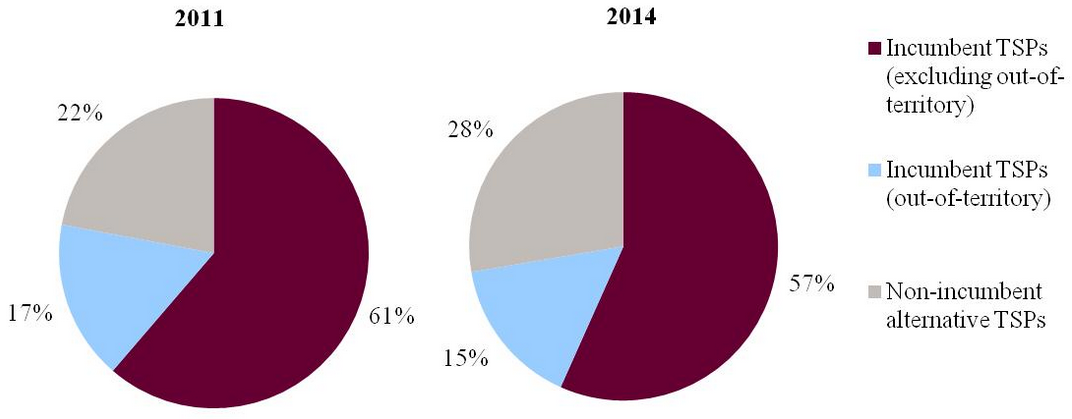 2011
2014
22%
17%
61%
28%
15%
57%
Incumbent TSPs
(excluding out-of-
territory)
Incumbent TSPs
(out-of-territory)
Non-incumbent
alternative TSPs